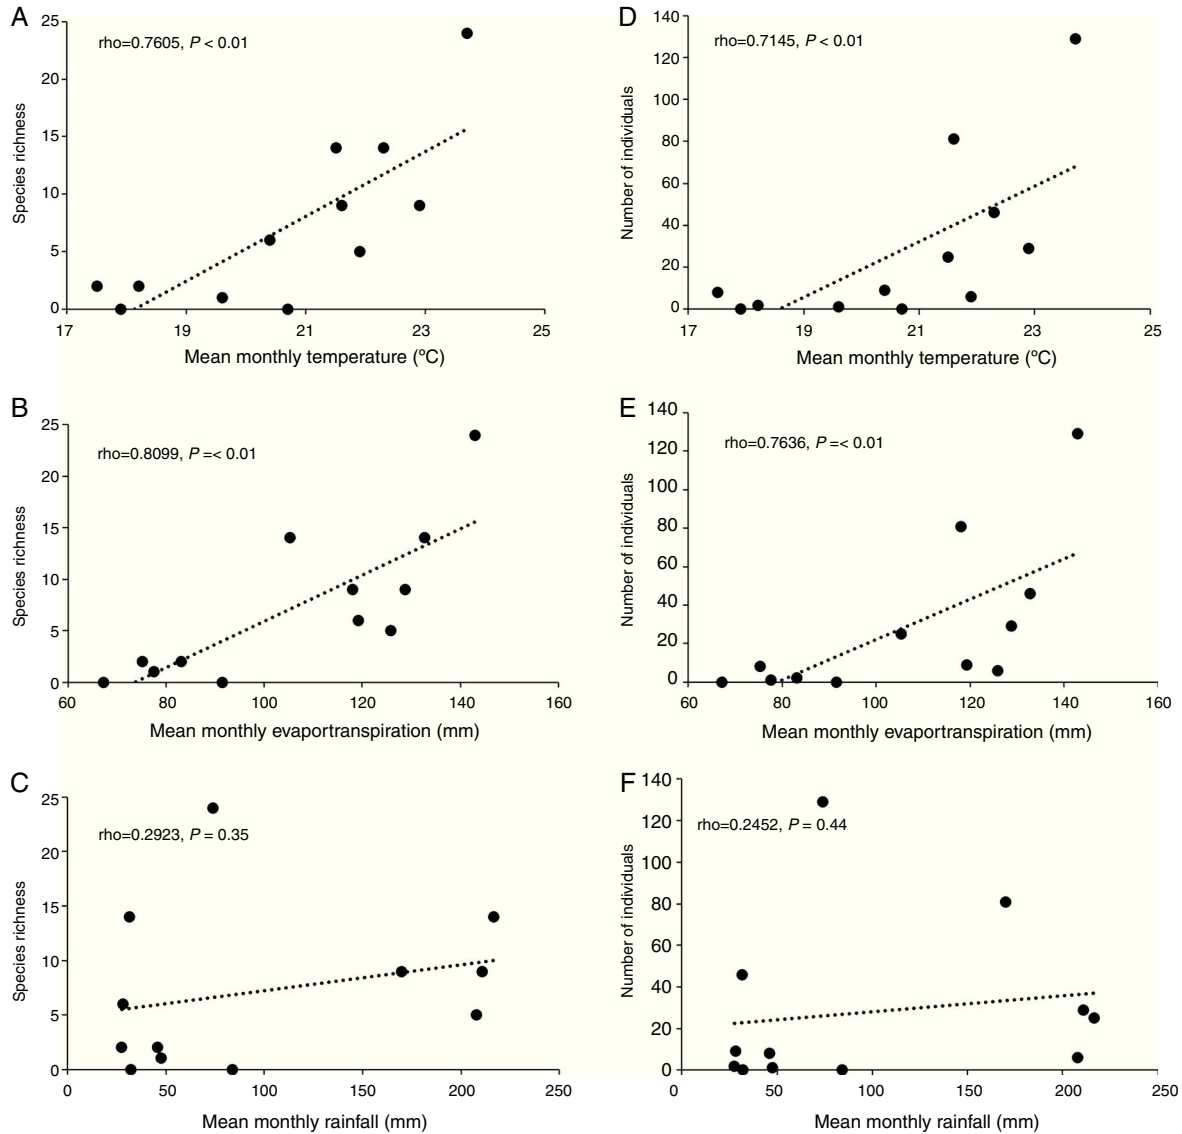 A
25
20
15
10
5
0
Species richness
rho=0.7605, P < 0.01
17 19 21 23 25
Mean monthly temperature (ºC)
D
140
120
100
80
60
40
20
0
Number of individuals
rho=0.7145, P < 0.01
17 19 21 23 25
Mean monthly temperature (ºC)
B
25
20
15
10
5
0
Species richness
rho=0.8099, P =< 0.01
60 80 100 120 140 160
Mean monthly evaportranspiration (mm)
E
140
120
100
80
60
40
20
0
Number of individuals
rho=0.7636, P =< 0.01
60 80 100 120 140 160
Mean monthly evaportranspiration (mm)
C
25
20
15
10
5
0
Species richness
rho=0.2923, P = 0.35
0 50 100 150 200 250
Mean monthly rainfall (mm)
F
140
120
100
80
60
40
20
0
Number of individuals
rho=0.2452, P = 0.44
0 50 100 150 200 250
Mean monthly rainfall (mm)